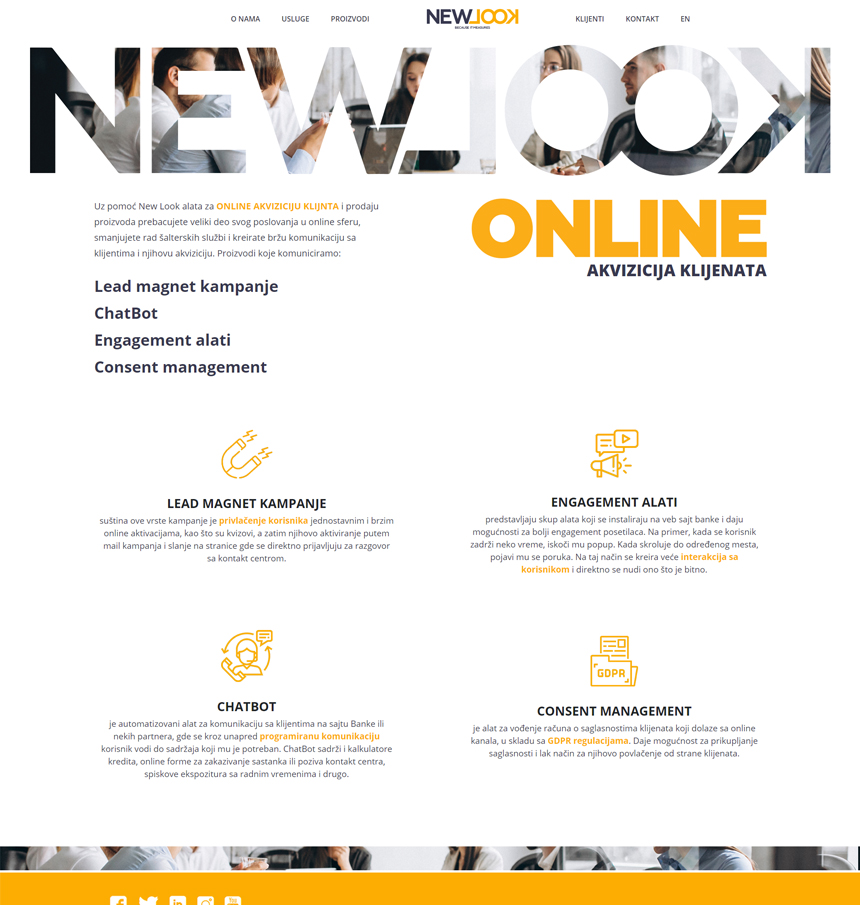 O NAMA USLUGE PROIZVODI NEWLOOK KLIJENTI KONTAKT EN
BECAUSE IT MEASURES
NEWLOOK
Uz pomoć New Look alata za ONLINE AKVIZICIJU KLIJNTA i prodaju
proizvoda prebacujete veliki deo svog poslovanja u online sferu,
smanjujete rad šalterskih službi i kreirate bržu komunikaciju sa
klijentima i njihovu akviziciju. Proizvodi koje komuniciramo:
ONLINE
AKVIZICIJA KLIJENATA
Lead magnet kampanje
ChatBot
Engagement alati
Consent management
LEAD MAGNET KAMPANJE
suština ove vrste kampanje je privlačenje korisnika jednostavnim i brzim
online aktivacijama, kao što su kvizovi, a zatim njihovo aktiviranje putem
mail kampanja i slanje na stranice gde se direktno prijavljuju za razgovor
sa kontakt centrom.
ENGAGEMENT ALATI
predstavljaju skup alata koji se instaliraju na veb sajt banke i daju
mogućnosti za bolji engagement posetilaca. Na primer, kada se korisnik
zadrži neko vreme, iskoči mu popup. Kada skroluje do određenog mesta,
pojavi mu se poruka. Na taj način se kreira veće interakcija sa
korisnikom i direktno se nudi ono što je bitno.
CHATBOT
je automatizovani alat za komunikaciju sa klijentima na sajtu Banke ili
nekih partnera, gde se kroz unapred programiranu komunikaciju
korisnik vodi do sadržaja koji mu je potreban. ChatBot sadrži i kalkulatore
kredita, online forme za zakazivanje sastanka ili poziva kontakt centra,
spiskove ekspozitura sa radnim vremenima i drugo.
GDPR
CONSENT MANAGEMENT
je alat za vođenje računa o saglasnostima klijenata koji dolaze sa online
kanala, u skladu sa GDPR regulacijama. Daje mogućnost za prikupljanje
saglasnosti i lak način za njihovo povlačenje od strane klijenata.